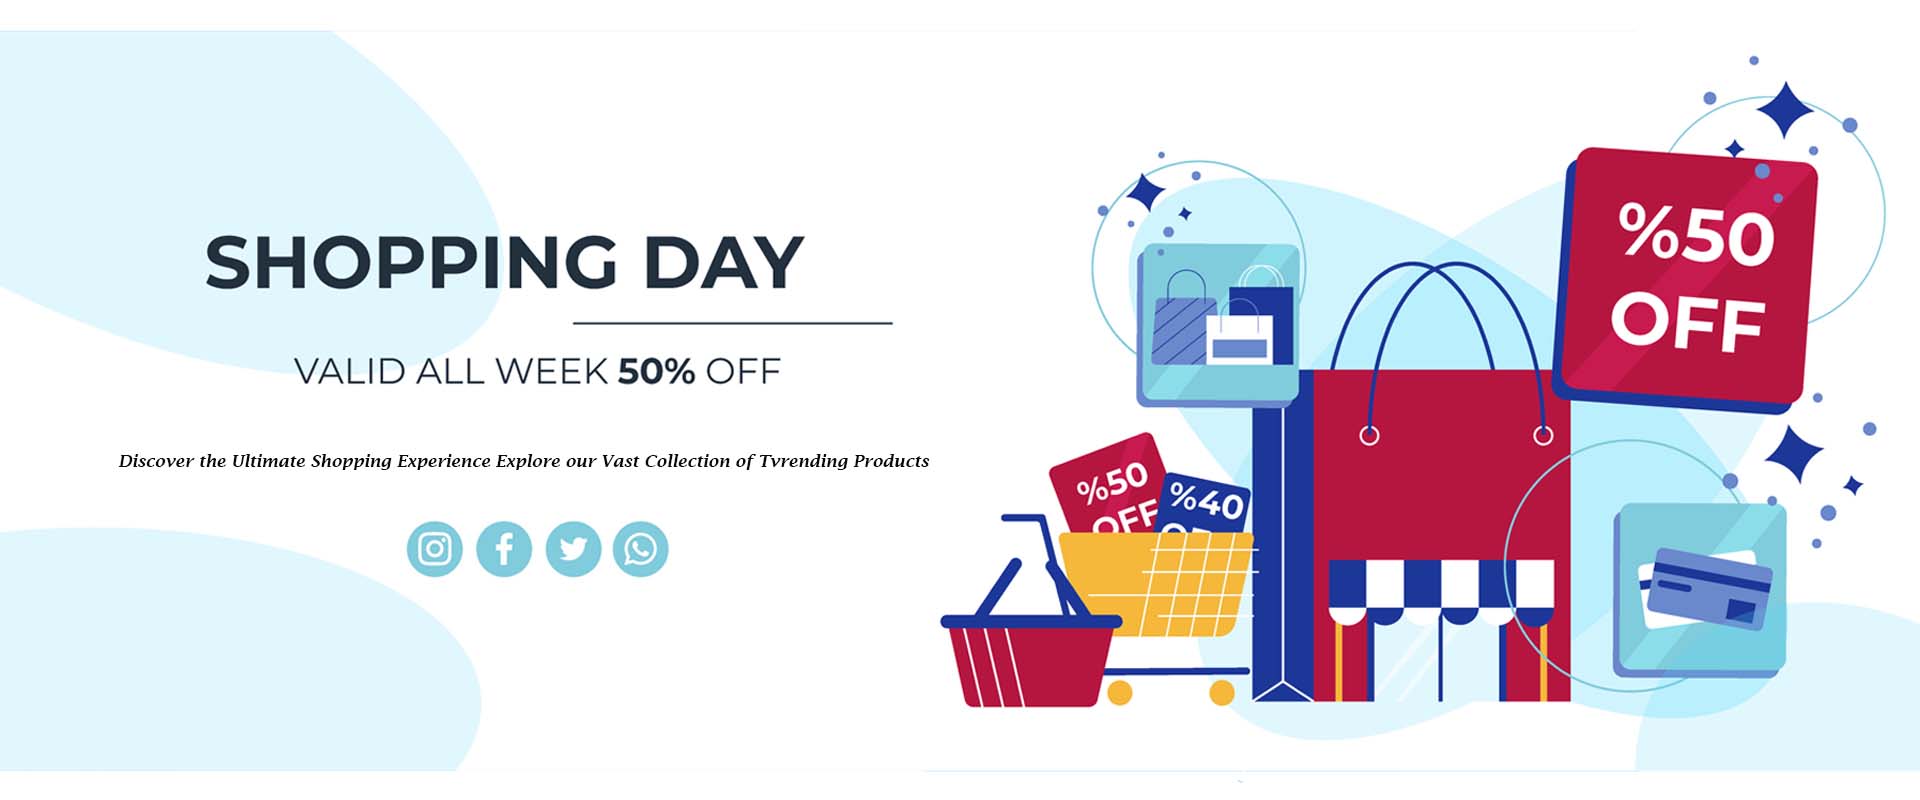 SHOPPING DAY
VALID ALL WEEK 50% OFF
Discover the Ultimate Shopping Experience Explore our Vast Collection of Tvrending Products
%50
OFF
%50
OFF
%40